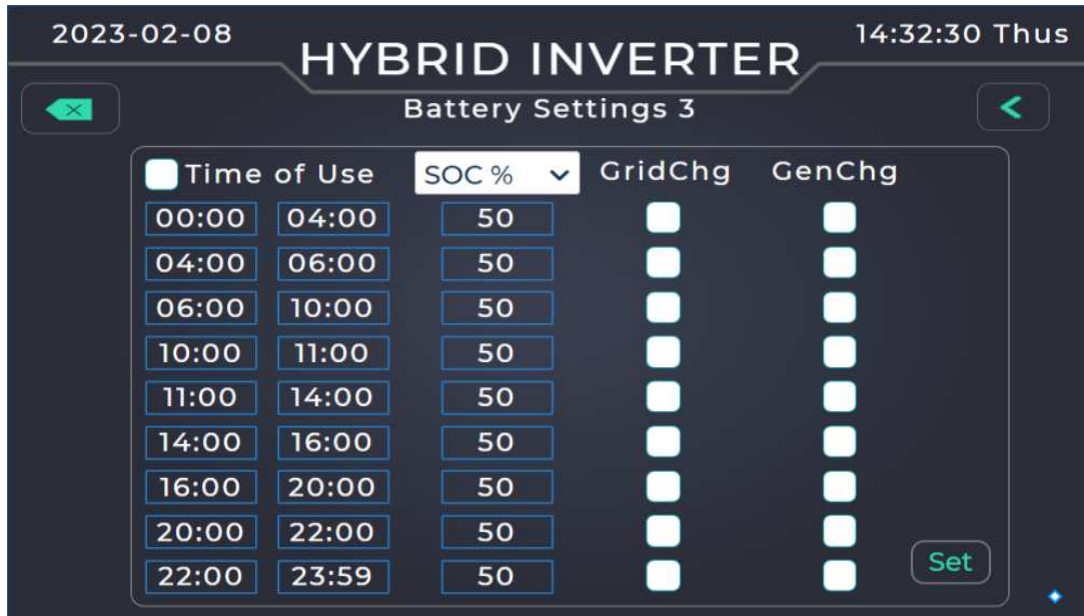 2023-02-08
HYBRID INVERTER
14:32:30 Thus
Battery Settings 3
Time of Use SOC % GridChg GenChg
00:00 04:00 50
04:00 06:00 50
06:00 10:00 50
10:00 11:00 50
11:00 14:00 50
14:00 16:00 50
16:00 20:00 50
20:00 22:00 50
22:00 23:59 50
Set